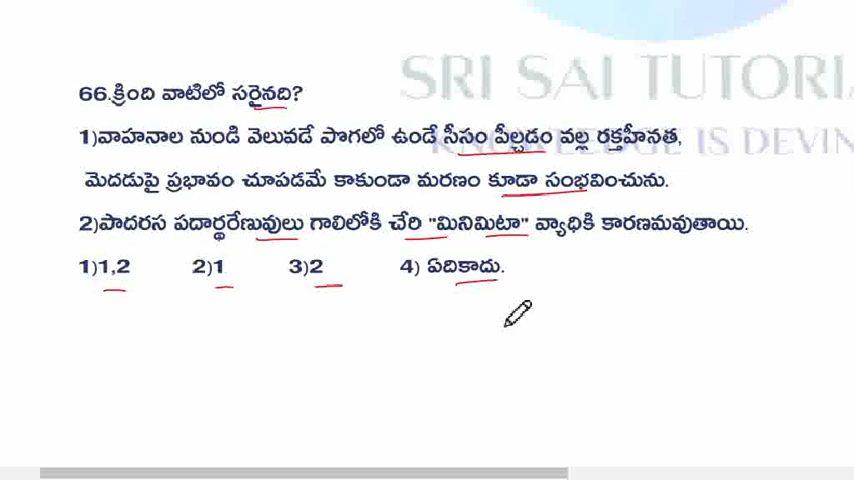 SRI SAI TUTORIA
KNOWLEDGE IS DEVIN
66.క్రింది వాటిలో సరైనది?
1)వాహనాల నుండి వెలువడే పొగలో ఉండే సీసం పీల్చడం వల్ల రక్తహీనత,
మెదడుపై ప్రభావం చూపడమే కాకుండా మరణం కూడా సంభవించును.
2)పాదరస పదార్థరేణువులు గాలిలోకి చేరి "మినిమిటా" వ్యాధికి కారణమవుతాయి.
1)1,2 2)1 3)2 4) ఏదికాదు.